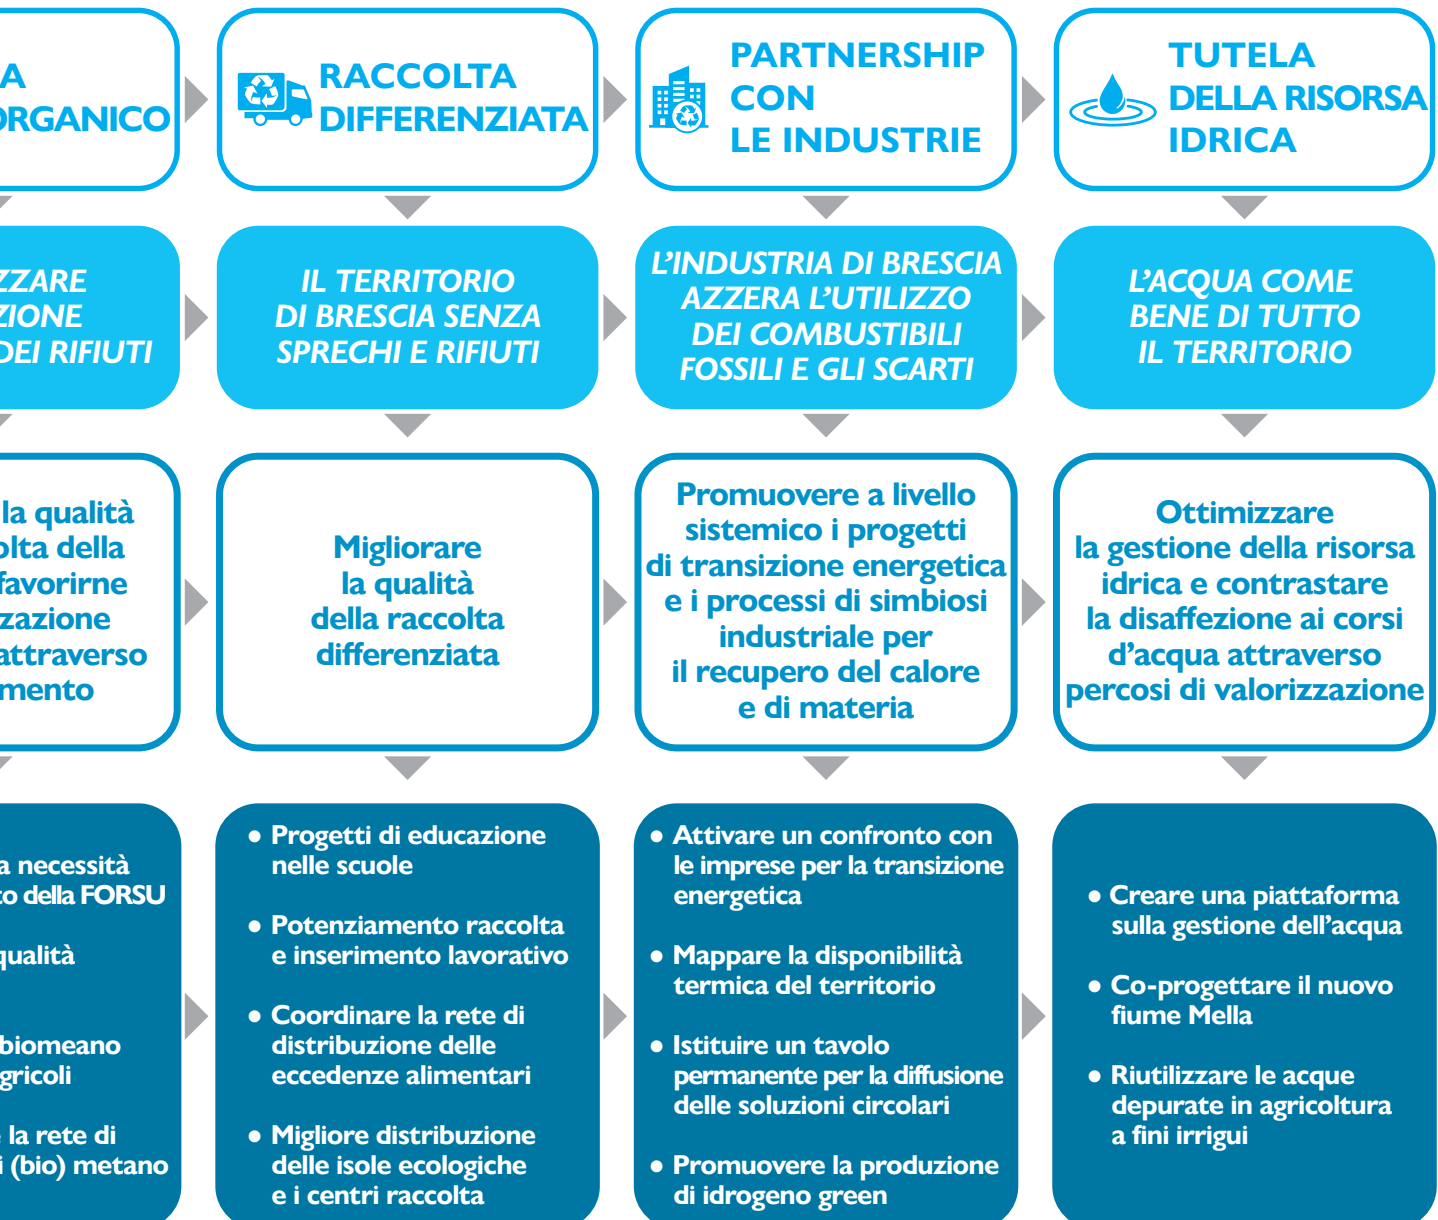 A
ORGANICO
RACCOLTA
DIFFERENZIATA
PARTNERSHIP
CON
LE INDUSTRIE
TUTELA
DELLA RISORSA
IDRICA
ZZARE
ZIONE
DEI RIFIUTI
IL TERRITORIO
DI BRESCIA SENZA
SPRECHI E RIFIUTI
L'INDUSTRIA DI BRESCIA
AZZERA L'UTILIZZO
DEI COMBUSTIBILI
FOSSILI E GLI SCARTI
L'ACQUA COME
BENE DI TUTTO
IL TERRITORIO
la qualità
olta della
favorirne
zazione
attraverso
mento
Migliorare
la qualità
della raccolta
differenziata
Promuovere a livello
sistemico i progetti
di transizione energetica
e i processi di simbiosi
industriale per
il recupero del calore
e di materia
Ottimizzare
la gestione della risorsa
idrica e contrastare
la disaffezione ai corsi
d'acqua attraverso
percosi di valorizzazione
a necessità
to della FORSU
qualità
biomeano
gricoli
la rete di
i (bio) metano
● Progetti di educazione
nelle scuole
● Potenziamento raccolta
e inserimento lavorativo
● Coordinare la rete di
distribuzione delle
eccedenze alimentari
● Migliore distribuzione
delle isole ecologiche
e i centri raccolta
● Attivare un confronto con
le imprese per la transizione
energetica
● Mappare la disponibilità
termica del territorio
● Istituire un tavolo
permanente per la diffusione
delle soluzioni circolari
● Promuovere la produzione
di idrogeno green
● Creare una piattaforma
sulla gestione dell'acqua
● Co-progettare il nuovo
fiume Mella
● Riutilizzare le acque
depurate in agricoltura
a fini irrigui